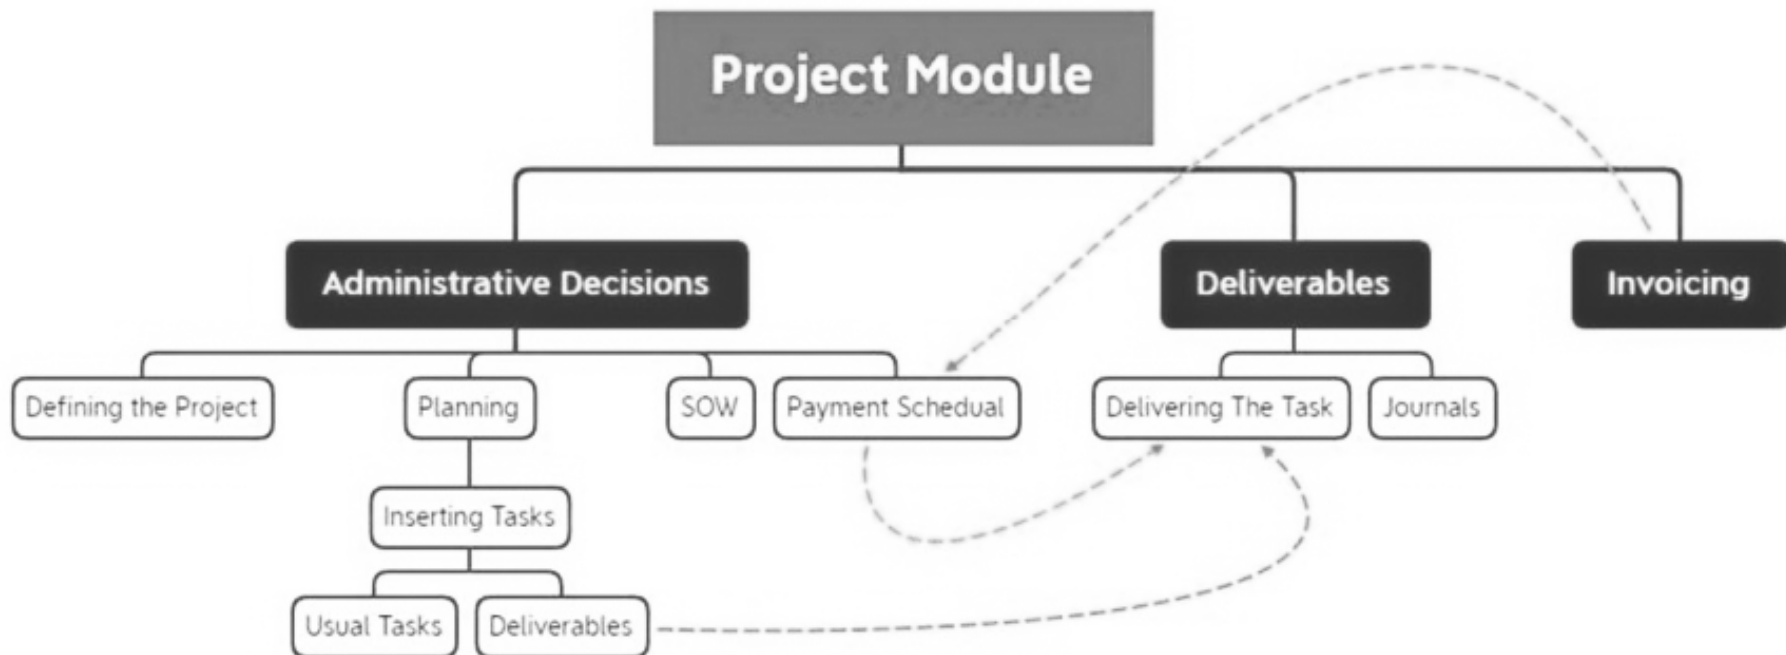 Project Module
Administrative Decisions
Deliverables
Invoicing
Defining the Project
Planning
SOW
Payment Schedual
Delivering The Task
Journals
Inserting Tasks
Usual Tasks
Deliverables